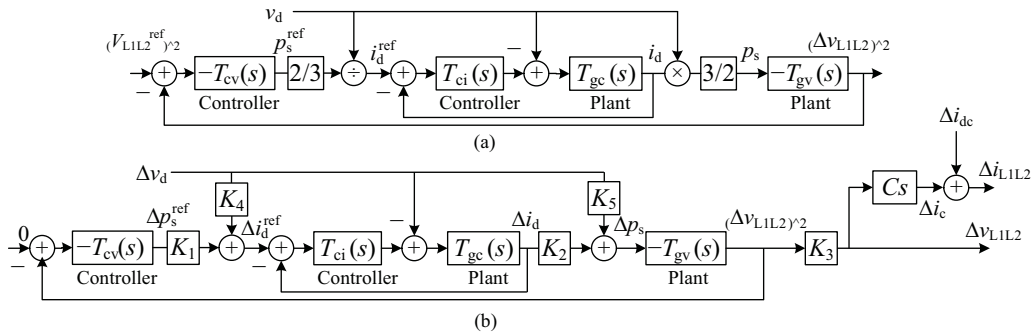 v_d
(V_L1L2^ref)^2 p_s^ref i_d^ref i_d p_s (Δv_L1L2)^2
+ −T_cv(s) 2/3 ÷ + T_ci(s) − + T_gc(s) × 3/2 −T_gv(s)
− Controller − Controller Plant Plant
(a)
Δi_dc
Δv_d
K_4 K_5 Cs + Δi_L1L2
Δi_c
0 Δp_s^ref Δi_d^ref − Δi_d Δp_s (Δv_L1L2)^2 Δv_L1L2
+ −T_cv(s) K_1 + + T_ci(s) + T_gc(s) K_2 + −T_gv(s) K_3
− Controller − Controller Plant Plant
(b)